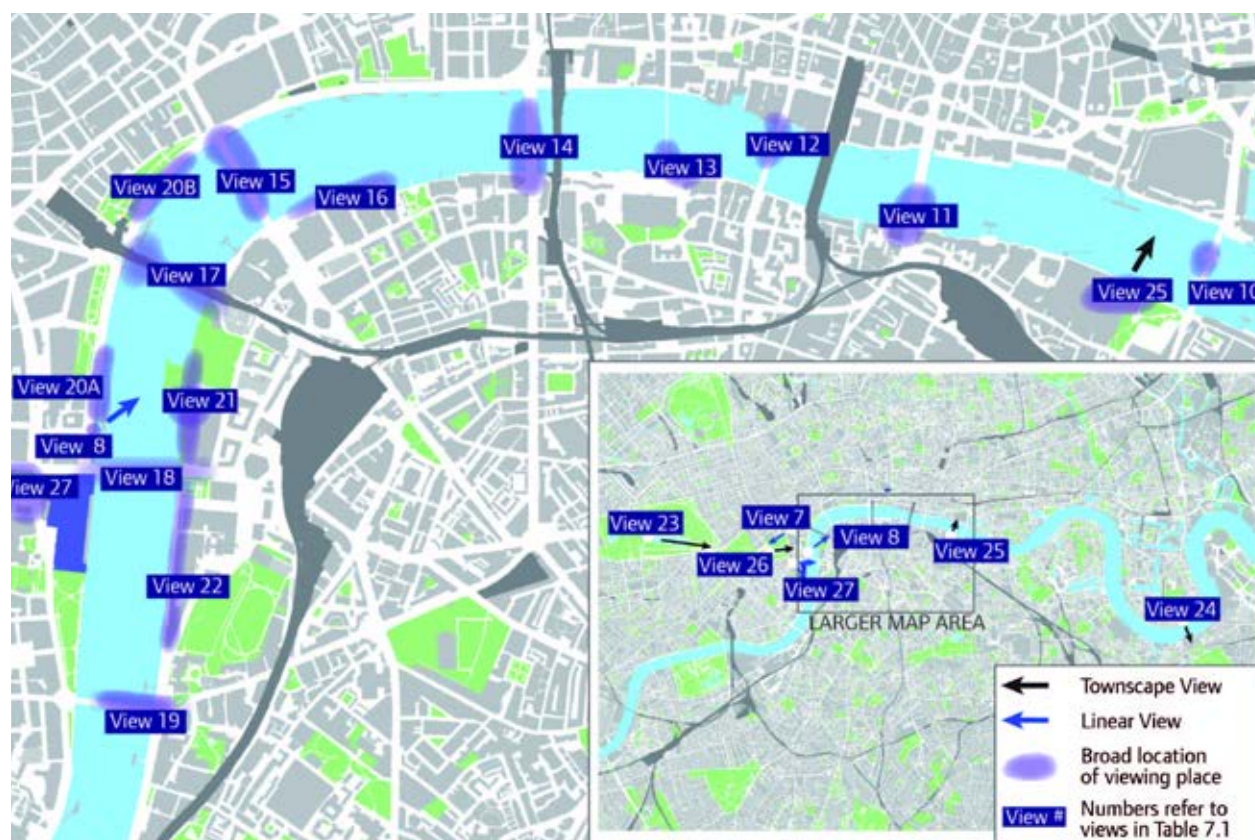 View 12
View 14
View 13
View 20B
View 15
View 16
View 11
View 17
View 25
View 10
View 20A
View 21
View 8
View 18
View 27
View 22
View 19
View 23
View 7
View 8
View 26
View 25
View 27
LARGER MAP AREA
View 24
Townscape View
Linear View
Broad location
of viewing place
View #
Numbers refer to
views in Table 7.1